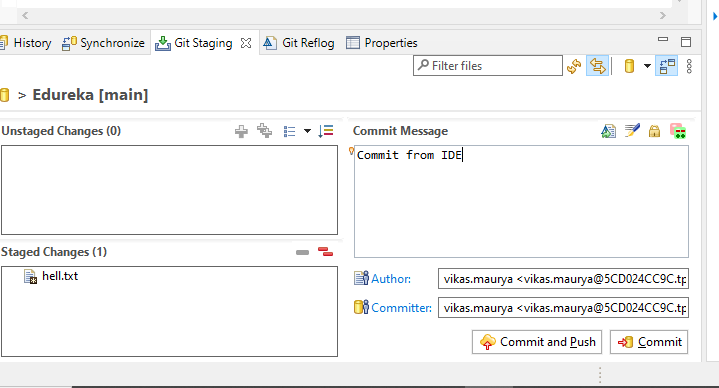 History Synchronize Git Staging Git Reflog Properties
Filter files
> Edureka [main]
Unstaged Changes (0)
Commit Message
Commit from IDE
Staged Changes (1)
hell.txt
Author: vikas.maurya <vikas.maurya@5CD024CC9C.tp
Committer: vikas.maurya <vikas.maurya@5CD024CC9C.tp
Commit and Push Commit